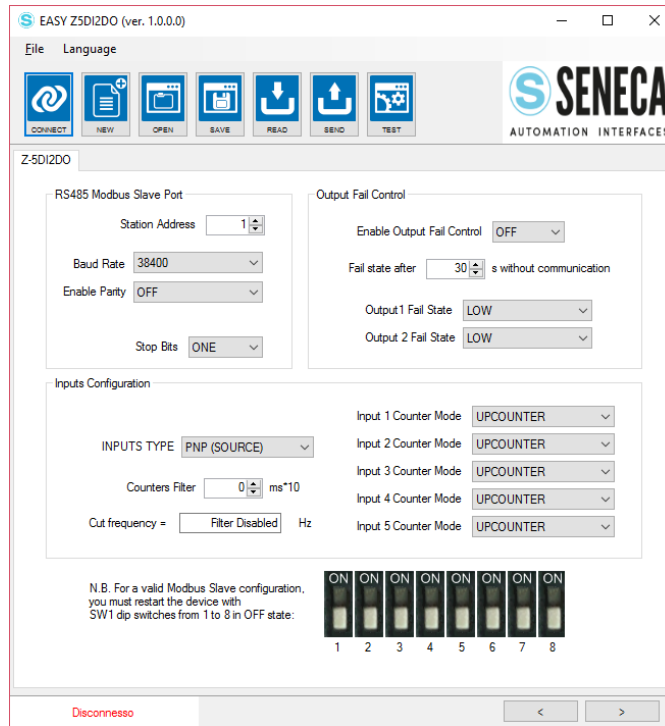 EASY Z5DI2DO (ver. 1.0.0.0)
File Language
CONNECT NEW OPEN SAVE READ SEND TEST
S SENECA
AUTOMATION INTERFACES
Z-5DI2DO
RS485 Modbus Slave Port
Station Address 1
Baud Rate 38400
Enable Parity OFF
Stop Bits ONE
Output Fail Control
Enable Output Fail Control OFF
Fail state after 30 s without communication
Output1 Fail State LOW
Output 2 Fail State LOW
Inputs Configuration
INPUTS TYPE PNP (SOURCE)
Counters Filter 0 ms*10
Cut frequency = Filter Disabled Hz
Input 1 Counter Mode UPCOUNTER
Input 2 Counter Mode UPCOUNTER
Input 3 Counter Mode UPCOUNTER
Input 4 Counter Mode UPCOUNTER
Input 5 Counter Mode UPCOUNTER
N.B. For a valid Modbus Slave configuration,
you must restart the device with
SW1 dip switches from 1 to 8 in OFF state:
ON ON ON ON ON ON ON ON
1 2 3 4 5 6 7 8
Disconnesso < >